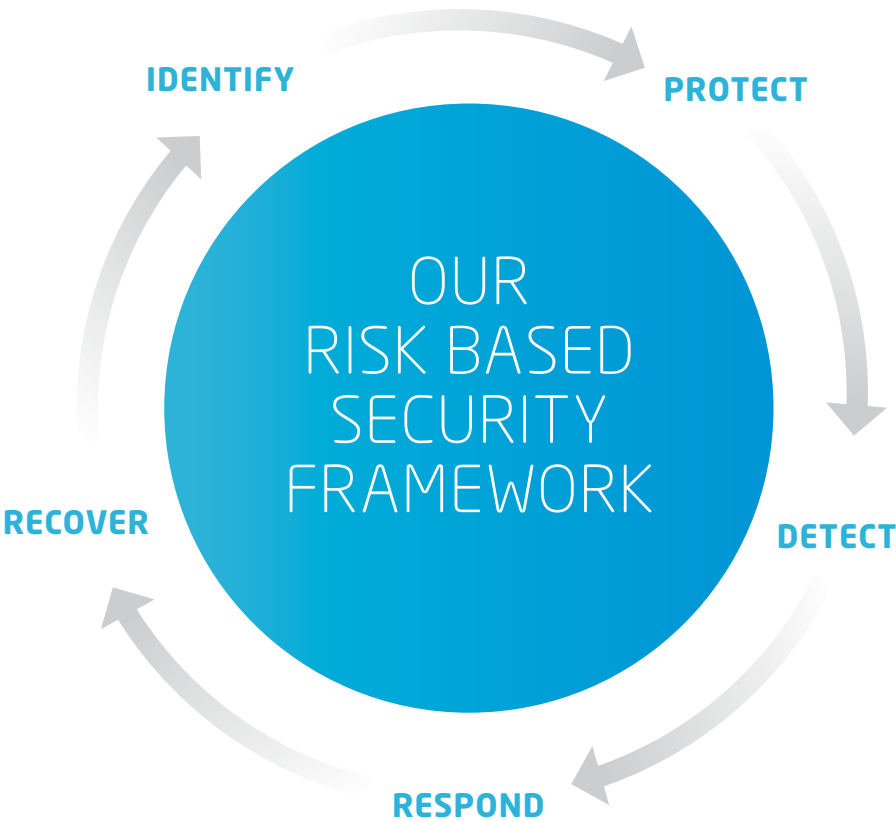 IDENTIFY
PROTECT
OUR
RISK BASED
SECURITY
FRAMEWORK
RECOVER
DETECT
RESPOND